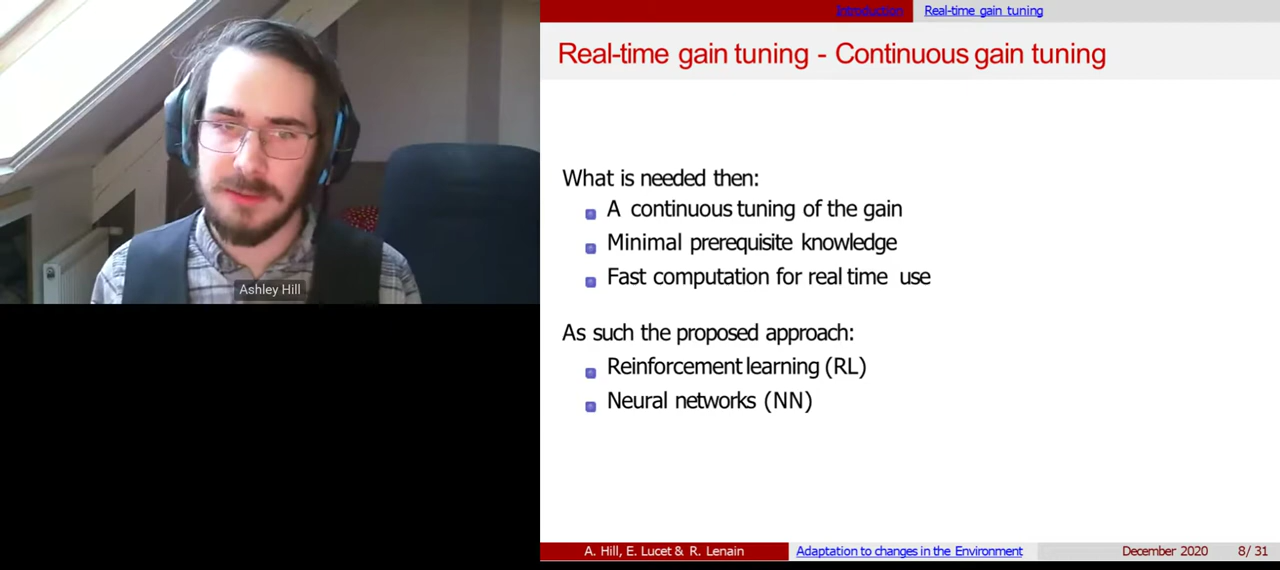 Ashley Hill
Introduction
Real-time gain tuning
Real-time gain tuning - Continuous gain tuning
What is needed then:
A continuous tuning of the gain
Minimal prerequisite knowledge
Fast computation for real time use
As such the proposed approach:
Reinforcement learning (RL)
Neural networks (NN)
A. Hill, E. Lucet & R. Lenain
Adaptation to changes in the Environment
December 2020
8/ 31